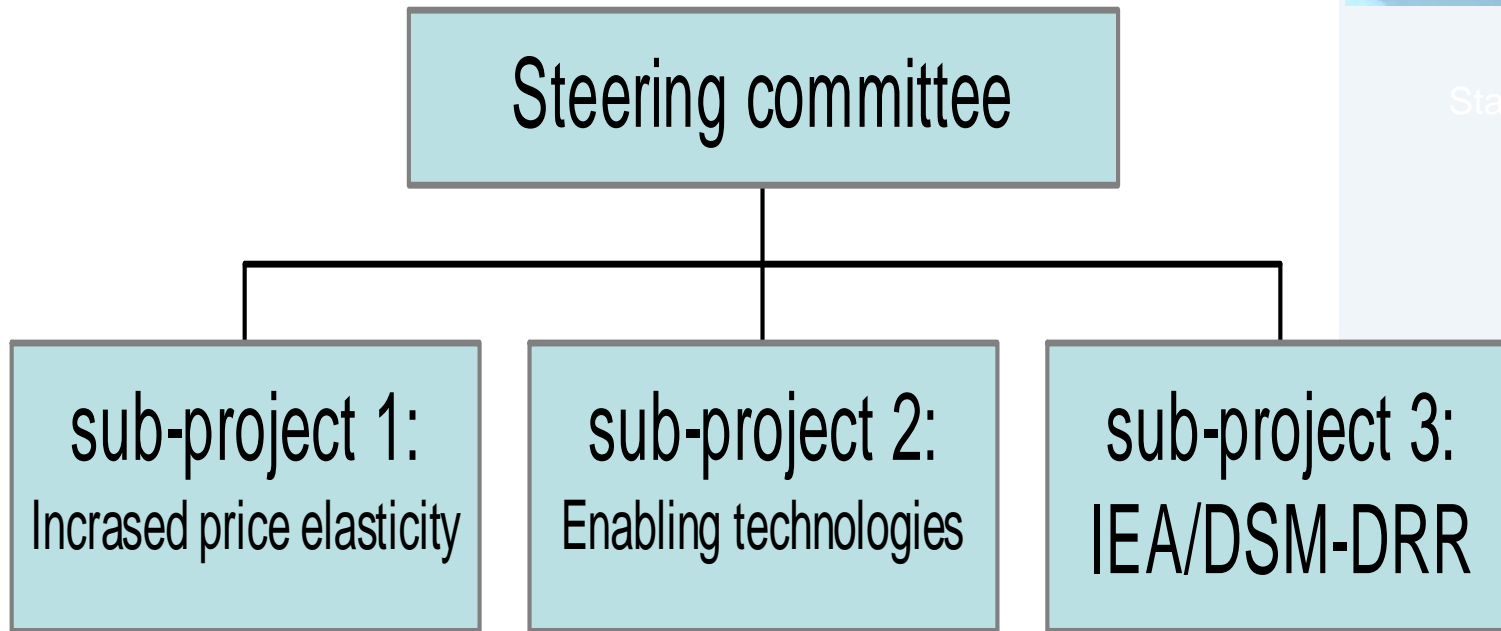 Steering committee
Sta
sub-project 1:
Incrased price elasticity
sub-project 2:
Enabling technologies
sub-project 3:
IEA/DSM-DRR